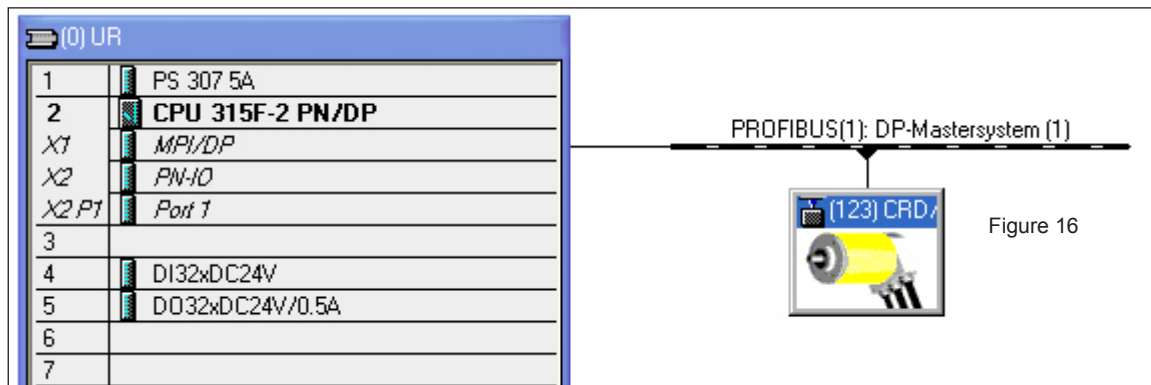 (0) UR
1 PS 307 5A
2 CPU 315F-2 PN/DP
X1 MPI/DP
X2 PN-IO
X2 P1 Port 1
3
4 DI32xDC24V
5 DO32xDC24V/0.5A
6
7
PROFIBUS(1): DP-Mastersystem (1)
(123) CRD/
Figure 16